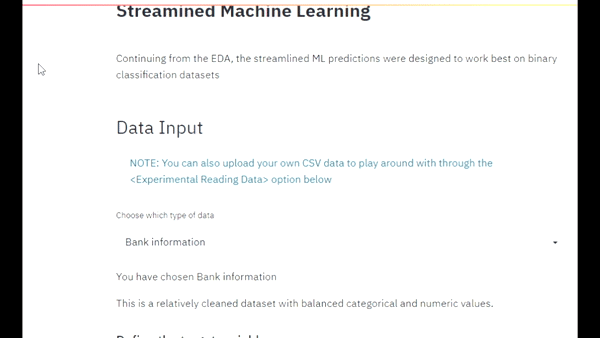 Streamined Machine Learning
Continuing from the EDA, the streamlined ML predictions were designed to work best on binary
classification datasets
Data Input
NOTE: You can also upload your own CSV data to play around with through the
<Experimental Reading Data> option below
Choose which type of data
Bank information
You have chosen Bank information
This is a relatively cleaned dataset with balanced categorical and numeric values.